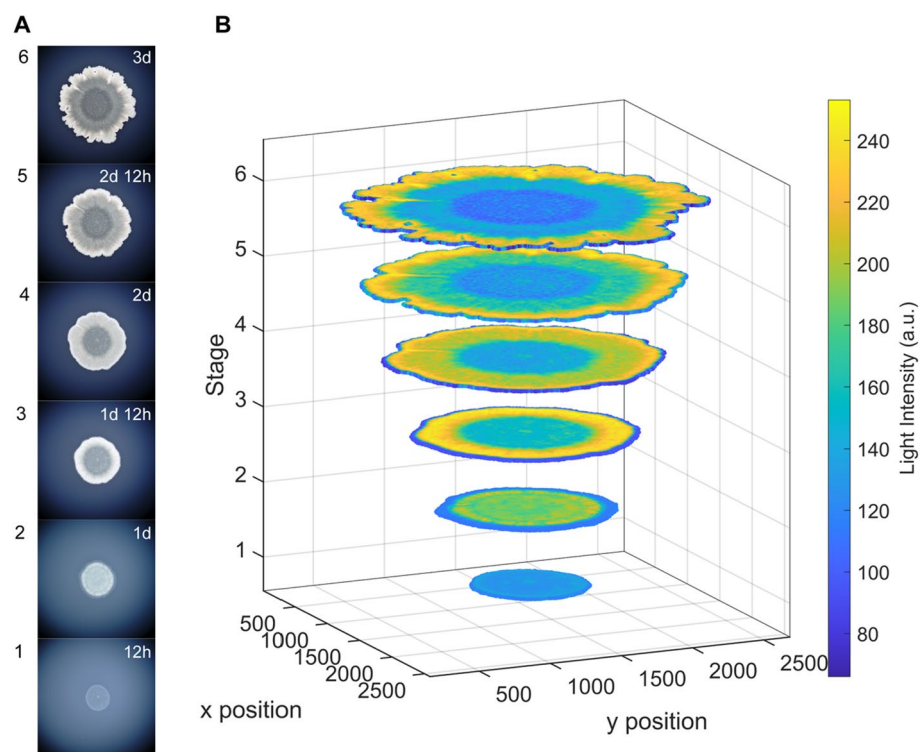 A
6
3d
5
2d 12h
4
2d
3
1d 12h
2
1d
1
12h
B
6
5
4
3
2
1
Stage
500
1000
1500
2000
2500
x position
500
1000
1500
2000
2500
y position
240
220
200
180
160
140
120
100
80
Light Intensity (a.u.)